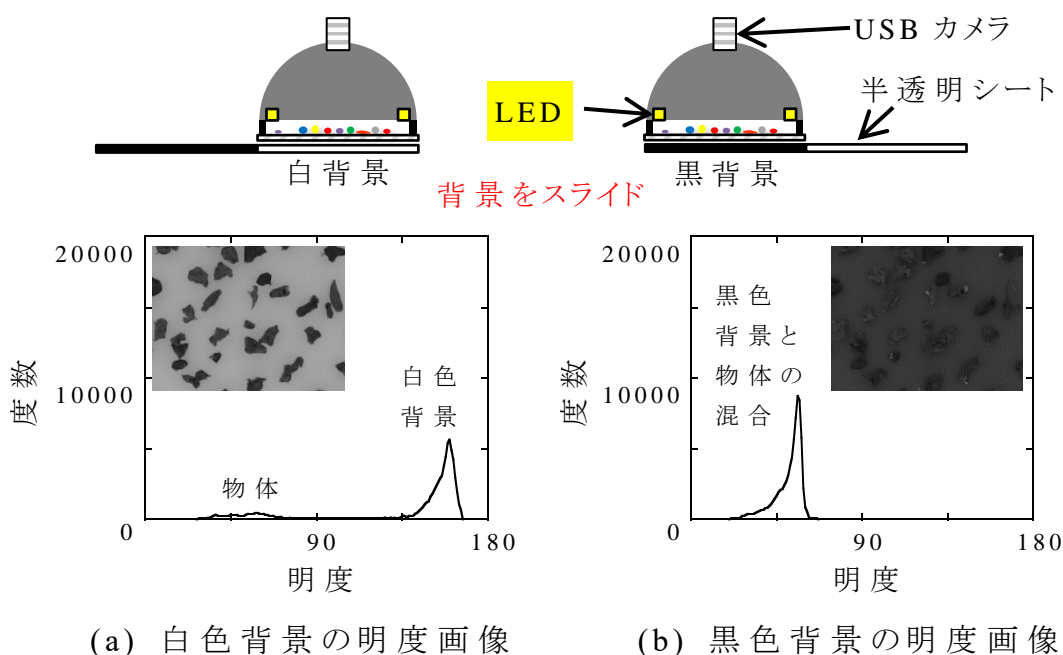 USB カメラ
LED
半透明シート
白背景
黒背景
背景をスライド
20000
10000
0
90
180
度数
明度
白色
背景
物体
20000
10000
0
90
180
度数
明度
黒色
背景と
物体の
混合
(a) 白色背景の明度画像
(b) 黒色背景の明度画像